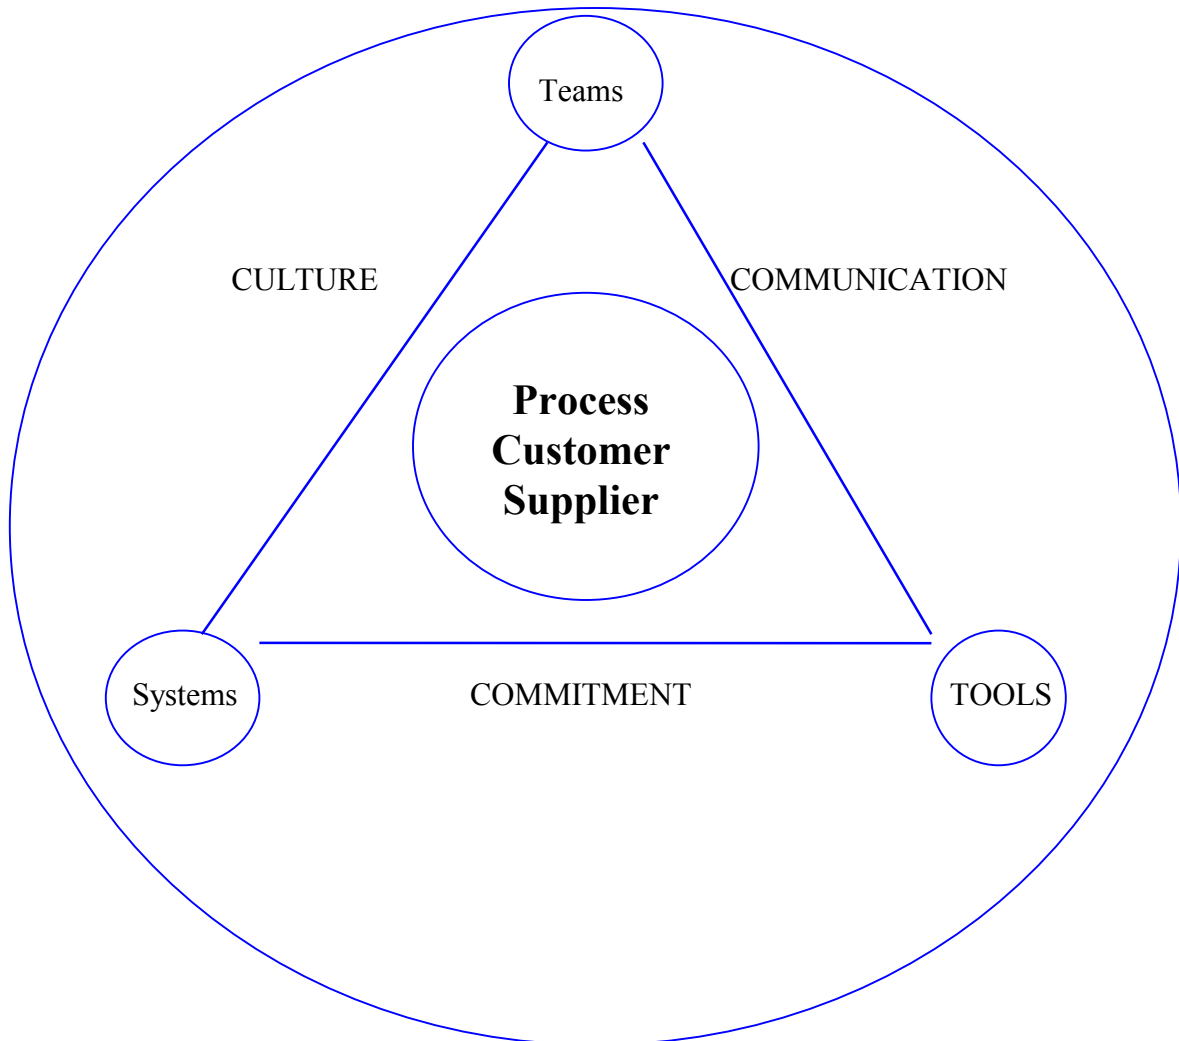 Teams
CULTURE
COMMUNICATION
Process
Customer
Supplier
Systems
COMMITMENT
TOOLS